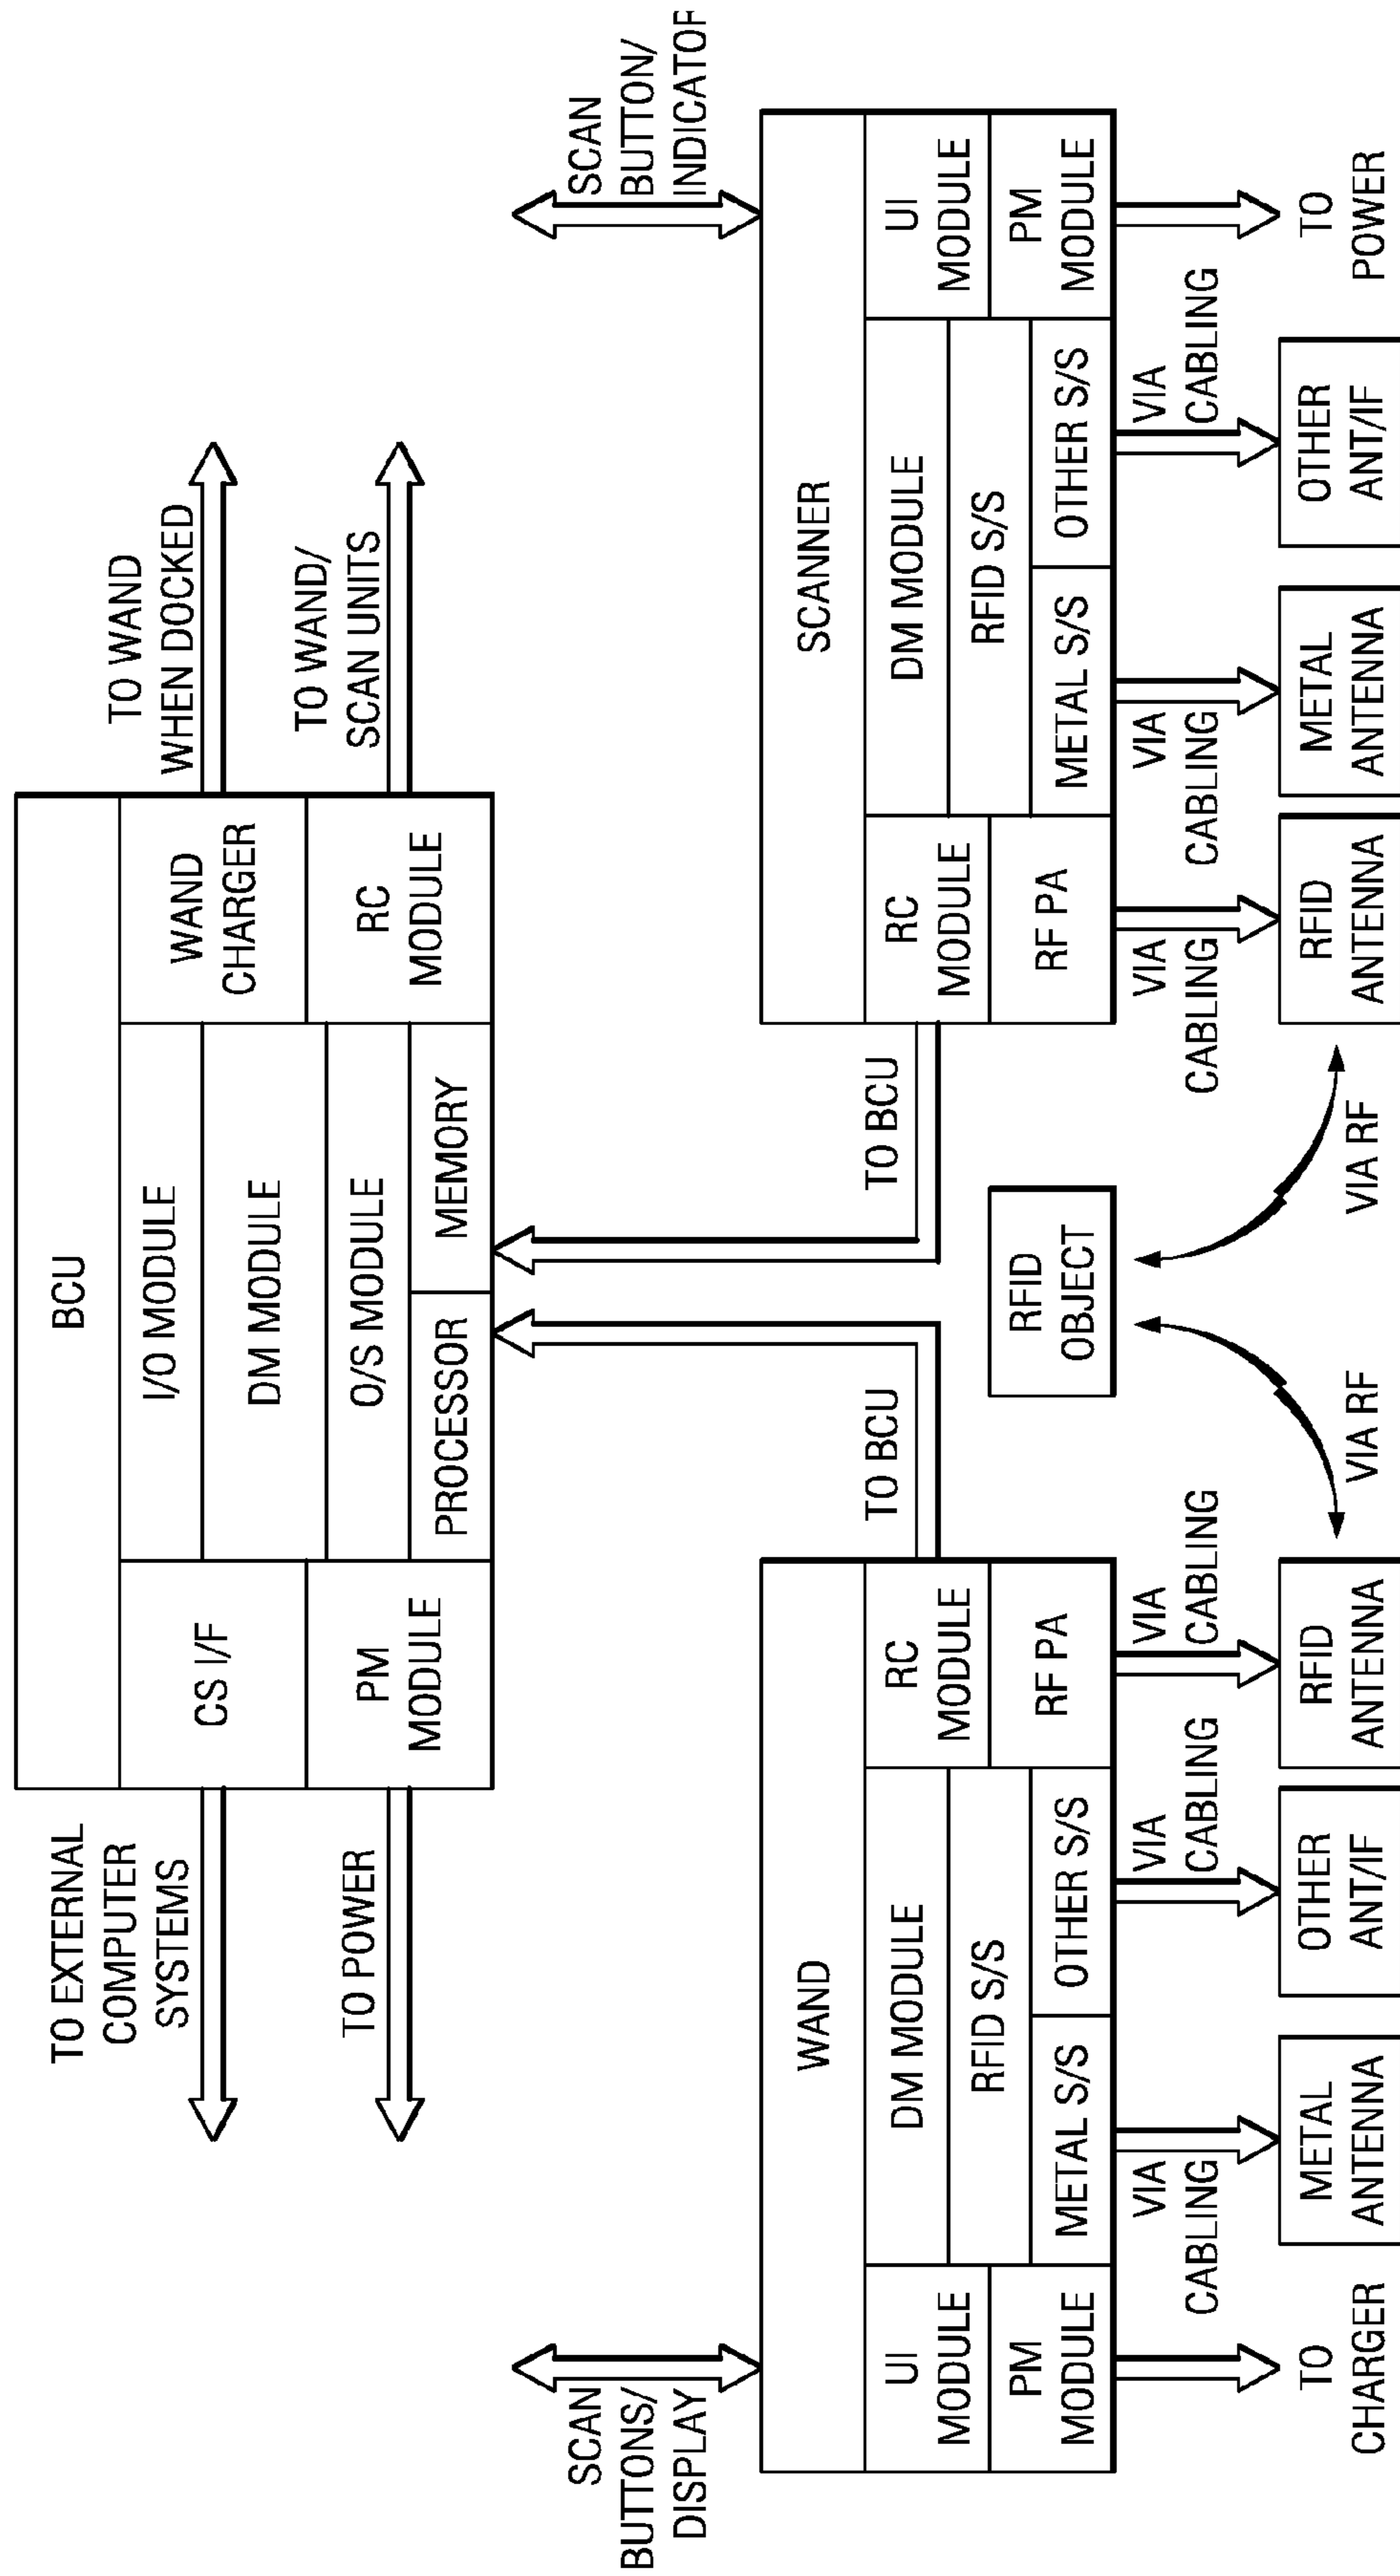 BCU
TO EXTERNAL
COMPUTER
SYSTEMS
CS I/F
I/O MODULE
WAND
CHARGER
TO WAND
WHEN DOCKED
DM MODULE
TO POWER
PM
MODULE
O/S MODULE
PROCESSOR
MEMORY
RC
MODULE
TO WAND/
SCAN UNITS
SCAN
BUTTONS/
DISPLAY
SCAN
BUTTON/
INDICATOR
WAND
UI
MODULE
DM MODULE
RC
MODULE
TO BCU
RFID S/S
PM
MODULE
METAL S/S
OTHER S/S
RF PA
RFID
OBJECT
SCANNER
TO BCU
RC
MODULE
DM MODULE
UI
MODULE
RFID S/S
RF PA
METAL S/S
OTHER S/S
PM
MODULE
VIA
CABLING
VIA
CABLING
VIA
CABLING
VIA
CABLING
VIA
CABLING
VIA
CABLING
TO
CHARGER
METAL
ANTENNA
OTHER
ANT/IF
RFID
ANTENNA
VIA RF
VIA RF
RFID
ANTENNA
METAL
ANTENNA
OTHER
ANT/IF
TO
POWER